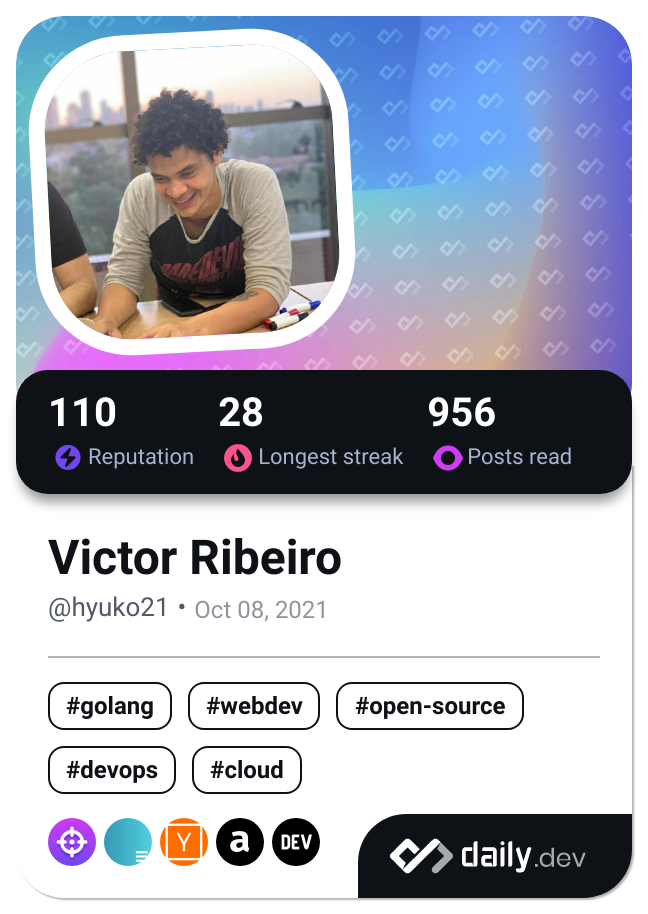 DAREDEVIL
110 28 956
Reputation Longest streak Posts read
Victor Ribeiro
@hyuko21 • Oct 08, 2021
#golang #webdev #open-source
#devops #cloud
Y a DEV
daily.dev